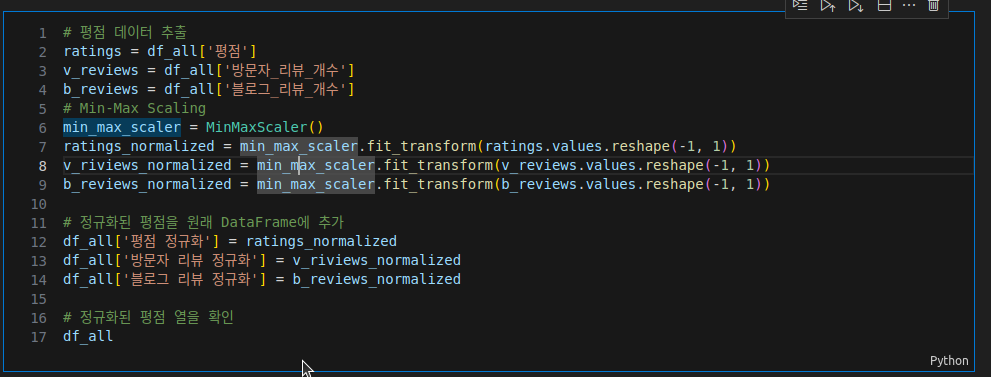 1 # 평점 데이터 추출
2 ratings = df_all['평점']
3 v_reviews = df_all['방문자_리뷰_개수']
4 b_reviews = df_all['블로그_리뷰_개수']
5 # Min-Max Scaling
6 min_max_scaler = MinMaxScaler()
7 ratings_normalized = min_max_scaler.fit_transform(ratings.values.reshape(-1, 1))
8 v_riviews_normalized = min_max_scaler.fit_transform(v_reviews.values.reshape(-1, 1))
9 b_reviews_normalized = min_max_scaler.fit_transform(b_reviews.values.reshape(-1, 1))
10
11 # 정규화된 평점을 원래 DataFrame에 추가
12 df_all['평점 정규화'] = ratings_normalized
13 df_all['방문자 리뷰 정규화'] = v_riviews_normalized
14 df_all['블로그 리뷰 정규화'] = b_reviews_normalized
15
16 # 정규화된 평점 열을 확인
17 df_all
Python